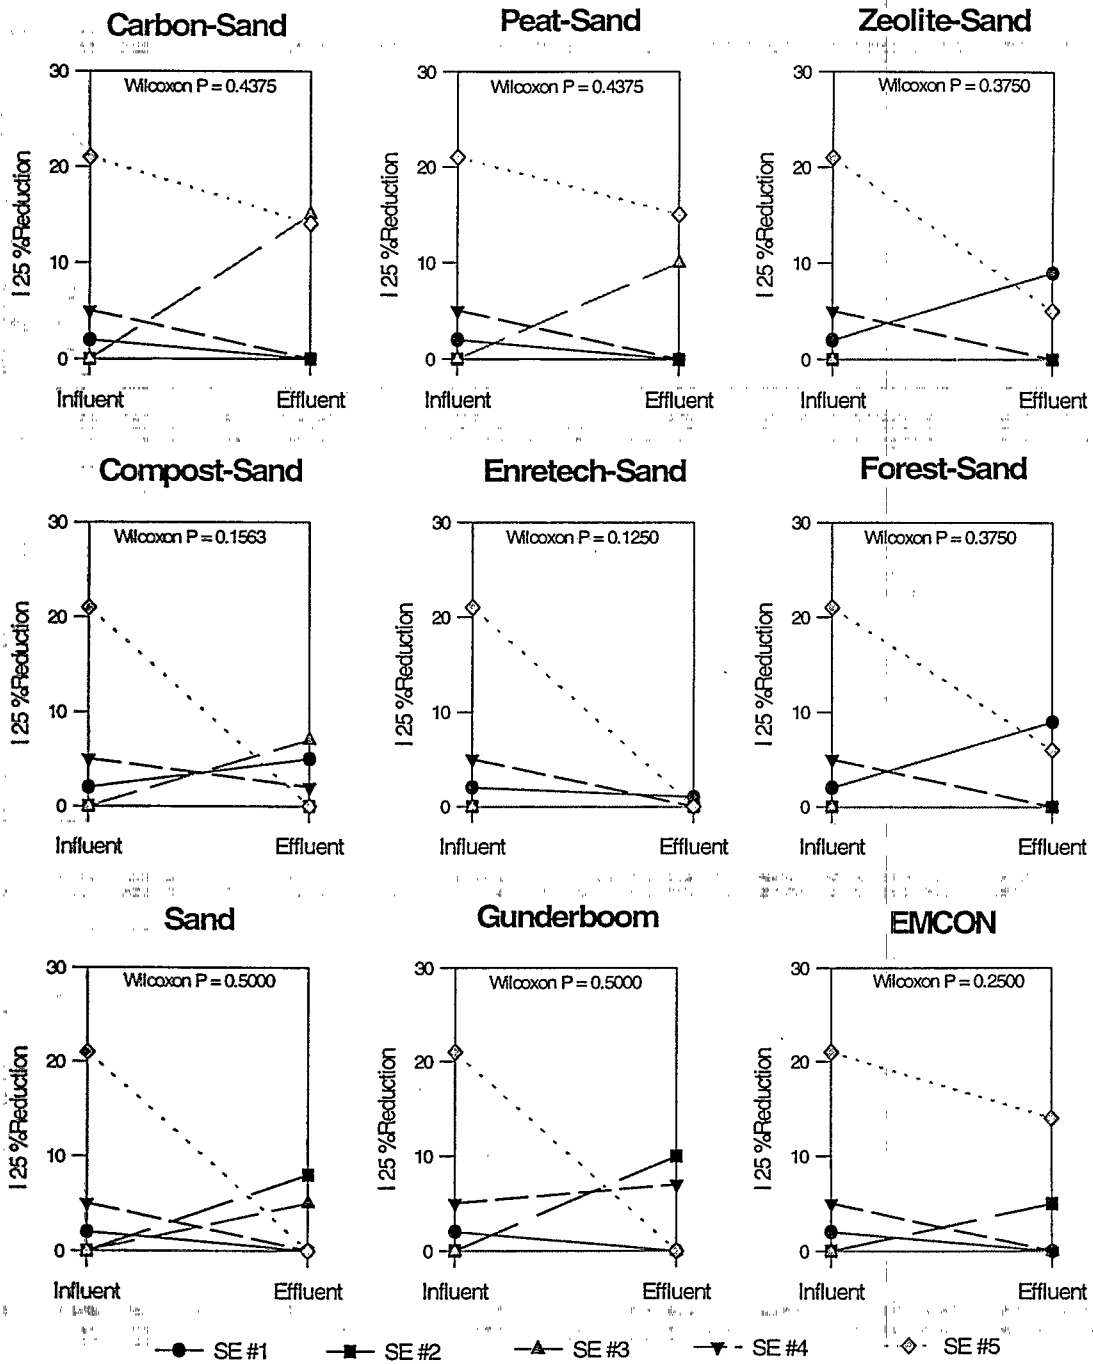 Carbon-Sand
Peat-Sand
Zeolite-Sand
30
Wilcoxon P = 0.4375
20
10
0
I 25 %Reduction
Influent
Effluent
30
Wilcoxon P = 0.4375
20
10
0
I 25 %Reduction
Influent
Effluent
30
Wilcoxon P = 0.3750
20
10
0
I 25 %Reduction
Influent
Effluent
Compost-Sand
Enretech-Sand
Forest-Sand
30
Wilcoxon P = 0.1563
20
10
0
I 25 %Reduction
Influent
Effluent
30
Wilcoxon P = 0.1250
20
10
0
I 25 %Reduction
Influent
Effluent
30
Wilcoxon P = 0.3750
20
10
0
I 25 %Reduction
Influent
Effluent
Sand
Gunderboom
EMCON
30
Wilcoxon P = 0.5000
20
10
0
I 25 %Reduction
Influent
Effluent
30
Wilcoxon P = 0.5000
20
10
0
I 25 %Reduction
Influent
Effluent
30
Wilcoxon P = 0.2500
20
10
0
I 25 %Reduction
Influent
Effluent
SE #1
SE #2
SE #3
SE #4
SE #5